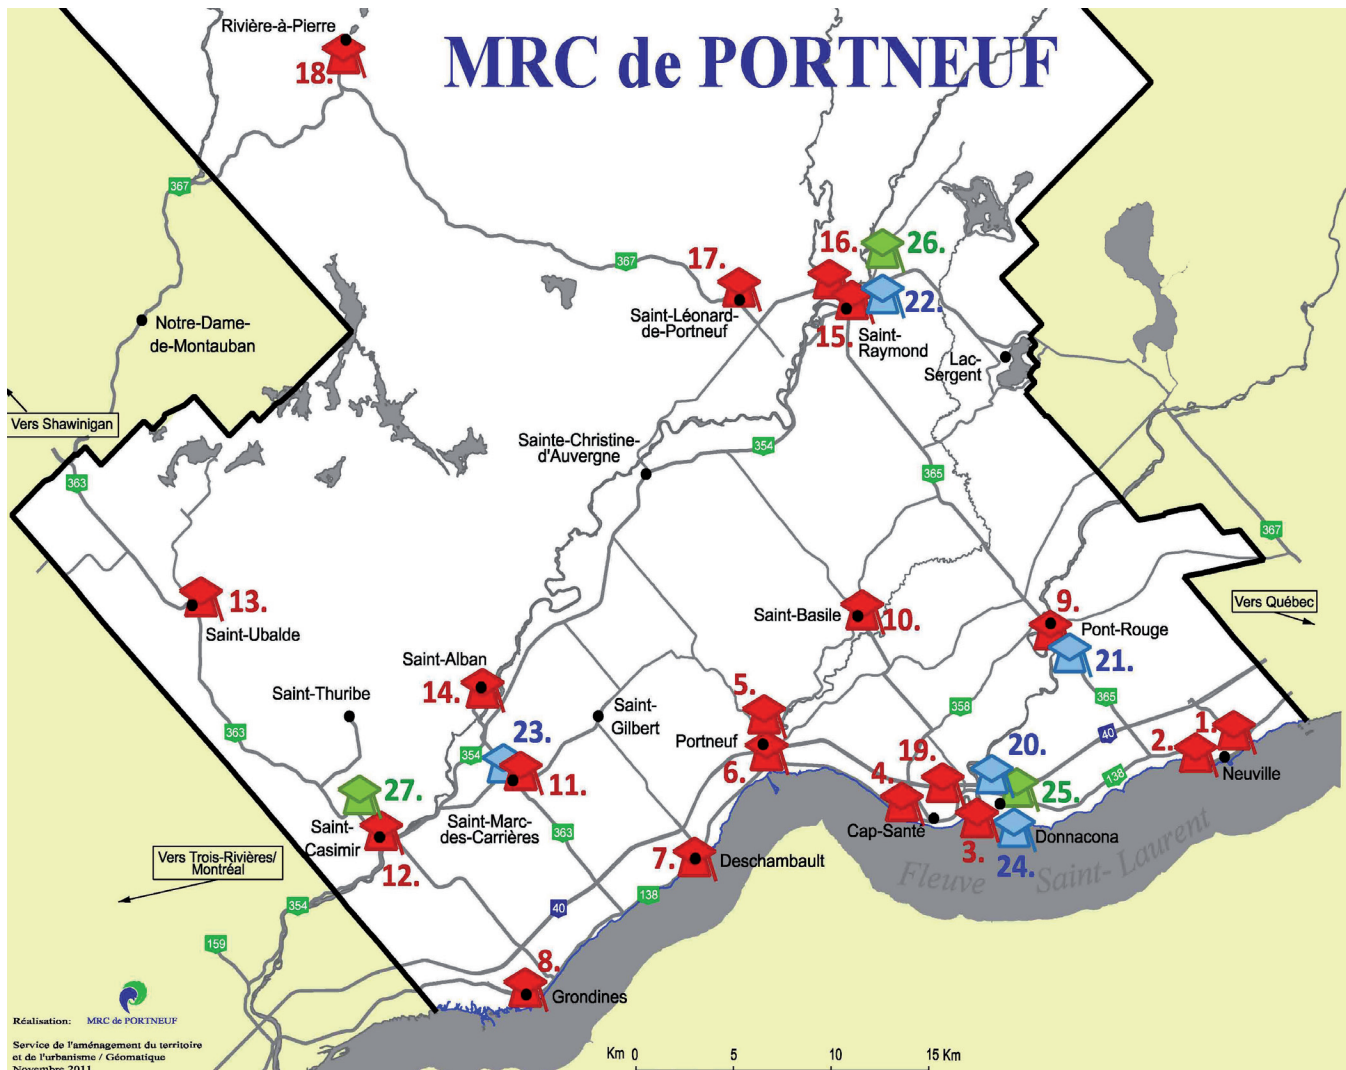 Rivière-à-Pierre
MRC de PORTNEUF
18.
367
16.
26.
17.
367
22.
Saint-Léonard-
de-Portneuf
15.
Saint-
Raymond
Notre-Dame-
de-Montauban
Lac-
Sergent
Vers Shawinigan
Sainte-Christine-
d'Auvergne
354
365
363
367
13.
Saint-Ubalde
Vers Québec
9.
Saint-Basile
10.
Pont-Rouge
21.
Saint-Alban
14.
Saint-Thuribe
5.
365
358
Saint-
Gilbert
363
23.
354
Portneuf
6.
40
1.
2.
Neuville
19.
20.
4.
138
11.
27.
25.
Saint-Marc-
des-Carrières
363
Cap-Santé
3.
Donnacona
24.
Saint-
Casimir
12.
7.
Deschambault
Fleuve Saint-Laurent
Vers Trois-Rivières/
Montréal
354
138
40
159
8.
Grondines
Réalisation:
MRC de PORTNEUF
Service de l'aménagement du territoire
et de l'urbanisme / Géomatique
Novembre 2011
Km 0 5 10 15 Km